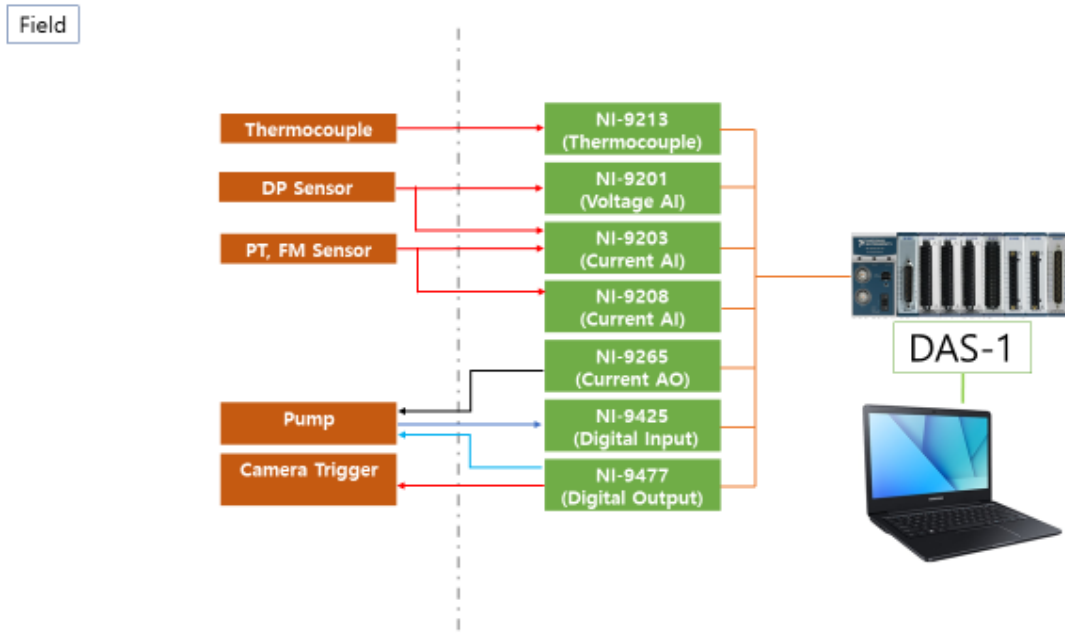 Field
Thermocouple
NI-9213
(Thermocouple)
DP Sensor
NI-9201
(Voltage AI)
PT, FM Sensor
NI-9203
(Current AI)
NI-9208
(Current AI)
NI-9265
(Current AO)
Pump
NI-9425
(Digital Input)
Camera Trigger
NI-9477
(Digital Output)
DAS-1